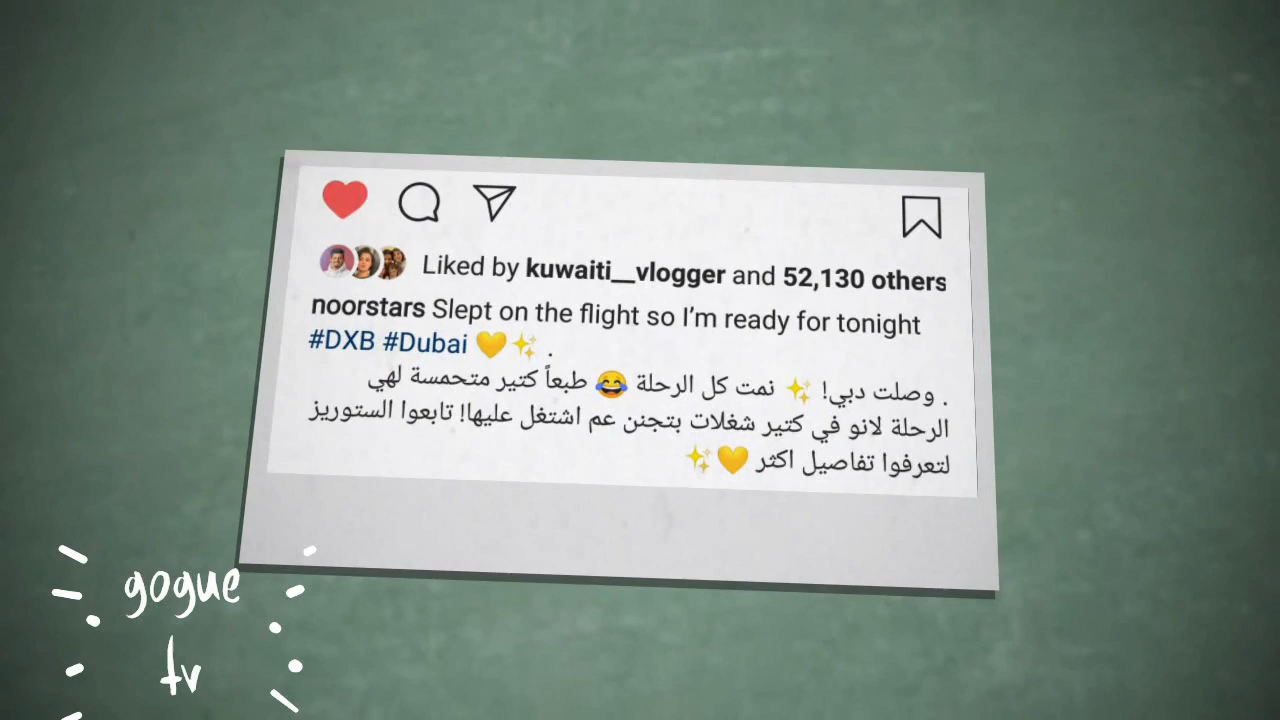 Liked by kuwaiti__vlogger and 52,130 others
noorstars Slept on the flight so I'm ready for tonight
#DXB #Dubai 💛✨ .
. وصلت دبي! ✨ نمت كل الرحلة 😂 طبعاً كتير متحمسة لهي
الرحلة لانو في كتير شغلات بتجنن عم اشتغل عليها! تابعوا الستوريز
لتعرفوا تفاصيل اكثر 💛✨
gogue
tv